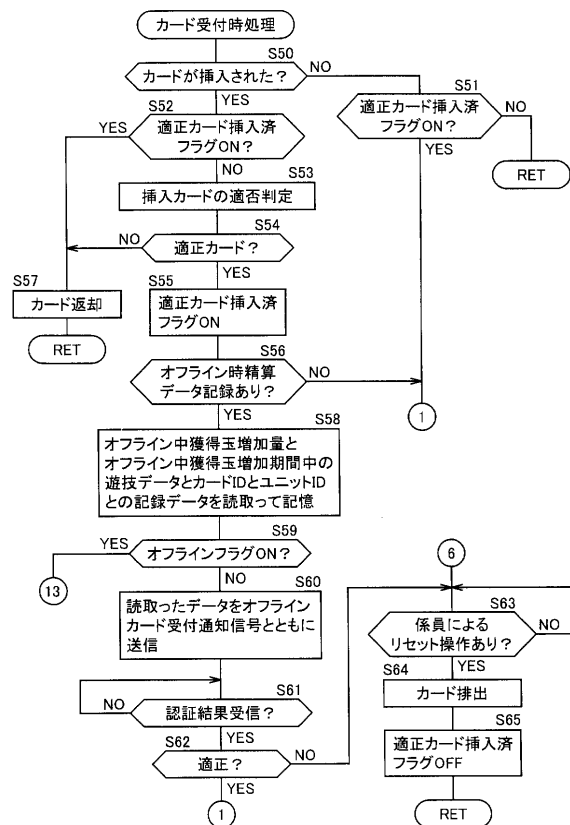 カード受付時処理
S50
カードが挿入された?
NO
YES
S51
適正カード挿入済
フラグON?
NO
YES
RET
S52
適正カード挿入済
フラグON?
YES
NO
S53
挿入カードの適否判定
S54
適正カード?
NO
YES
S57
カード返却
RET
S55
適正カード挿入済
フラグON
S56
オフライン時精算
データ記録あり?
NO
YES
1
S58
オフライン中獲得玉増加量と
オフライン中獲得玉増加期間中の
遊技データとカードIDとユニットID
との記録データを読取って記憶
S59
オフラインフラグON?
YES
NO
13
S60
読取ったデータをオフライン
カード受付通知信号とともに
送信
S61
認証結果受信?
NO
YES
S62
適正?
NO
YES
1
6
S63
係員による
リセット操作あり?
NO
YES
S64
カード排出
S65
適正カード挿入済
フラグOFF
RET